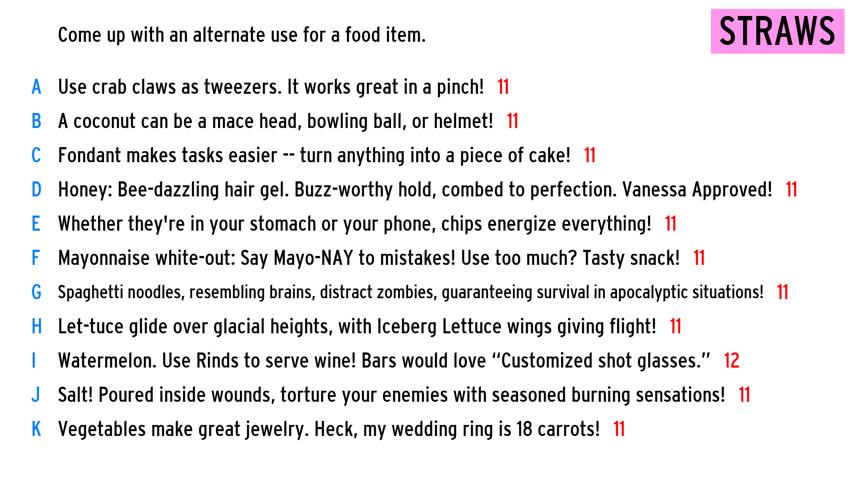 Come up with an alternate use for a food item.
STRAWS
A Use crab claws as tweezers. It works great in a pinch! 11
B A coconut can be a mace head, bowling ball, or helmet! 11
C Fondant makes tasks easier -- turn anything into a piece of cake! 11
D Honey: Bee-dazzling hair gel. Buzz-worthy hold, combed to perfection. Vanessa Approved! 11
E Whether they're in your stomach or your phone, chips energize everything! 11
F Mayonnaise white-out: Say Mayo-NAY to mistakes! Use too much? Tasty snack! 11
G Spaghetti noodles, resembling brains, distract zombies, guaranteeing survival in apocalyptic situations! 11
H Let-tuce glide over glacial heights, with Iceberg Lettuce wings giving flight! 11
I Watermelon. Use Rinds to serve wine! Bars would love “Customized shot glasses.” 12
J Salt! Poured inside wounds, torture your enemies with seasoned burning sensations! 11
K Vegetables make great jewelry. Heck, my wedding ring is 18 carrots! 11